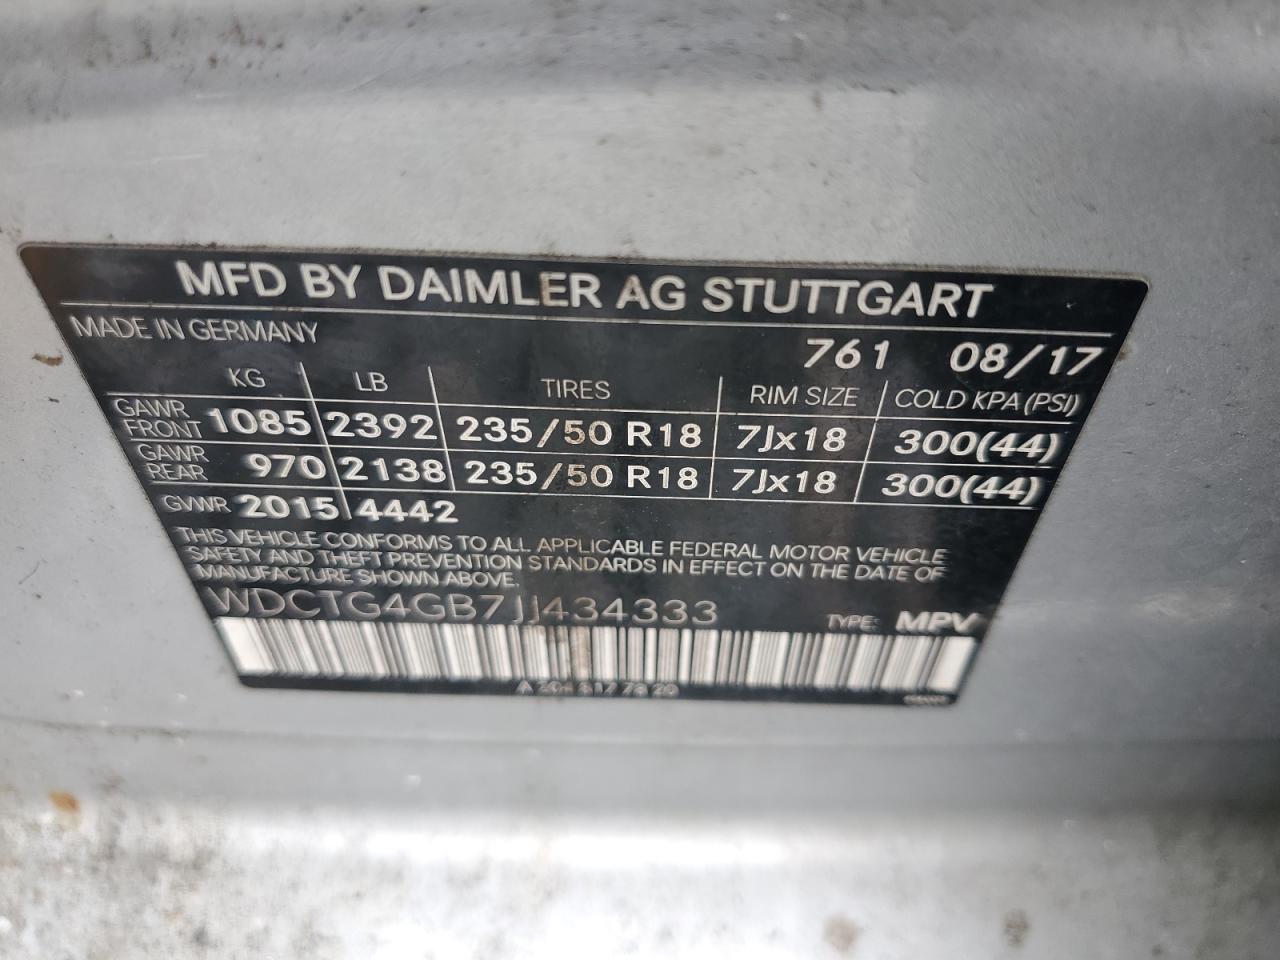 MFD BY DAIMLER AG STUTTGART
MADE IN GERMANY 761 08/17
KG LB TIRES RIM SIZE COLD KPA (PSI)
GAWR FRONT 1085 2392 235/50 R18 7Jx18 300(44)
GAWR REAR 970 2138 235/50 R18 7Jx18 300(44)
GVWR 2015 4442
THIS VEHICLE CONFORMS TO ALL APPLICABLE FEDERAL MOTOR VEHICLE
SAFETY AND THEFT PREVENTION STANDARDS IN EFFECT ON THE DATE OF
MANUFACTURE SHOWN ABOVE.
WDCTG4GB7JJ434333 TYPE: MPV
A 817 20